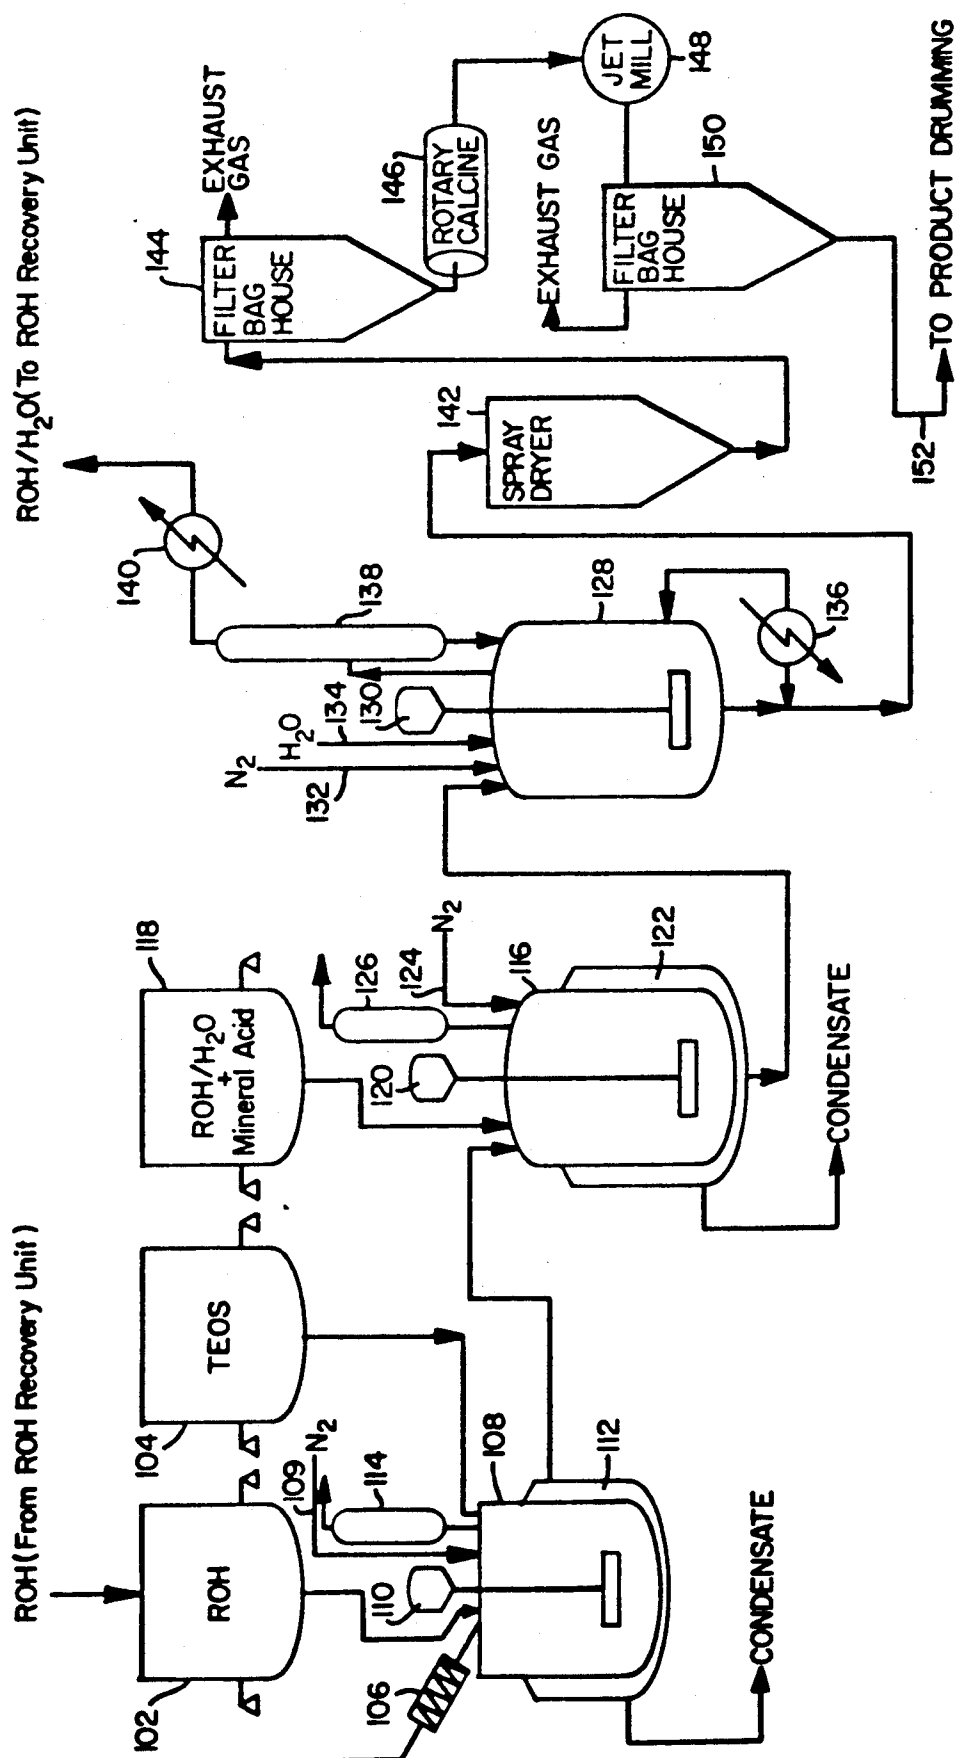 ROH(From ROH Recovery Unit)
ROH/H2O(To ROH Recovery Unit)
102
ROH
104
TEOS
118
ROH/H2O
+
Mineral Acid
106
110
109
N2
114
108
112
CONDENSATE
120
126
124
N2
116
122
CONDENSATE
N2
132
H2O
134
130
138
140
128
136
142
SPRAY
DRYER
144
FILTER
BAG
HOUSE
EXHAUST
GAS
146
ROTARY
CALCINE
JET
MILL
148
EXHAUST GAS
FILTER
BAG
HOUSE
150
152
TO PRODUCT DRUMMING